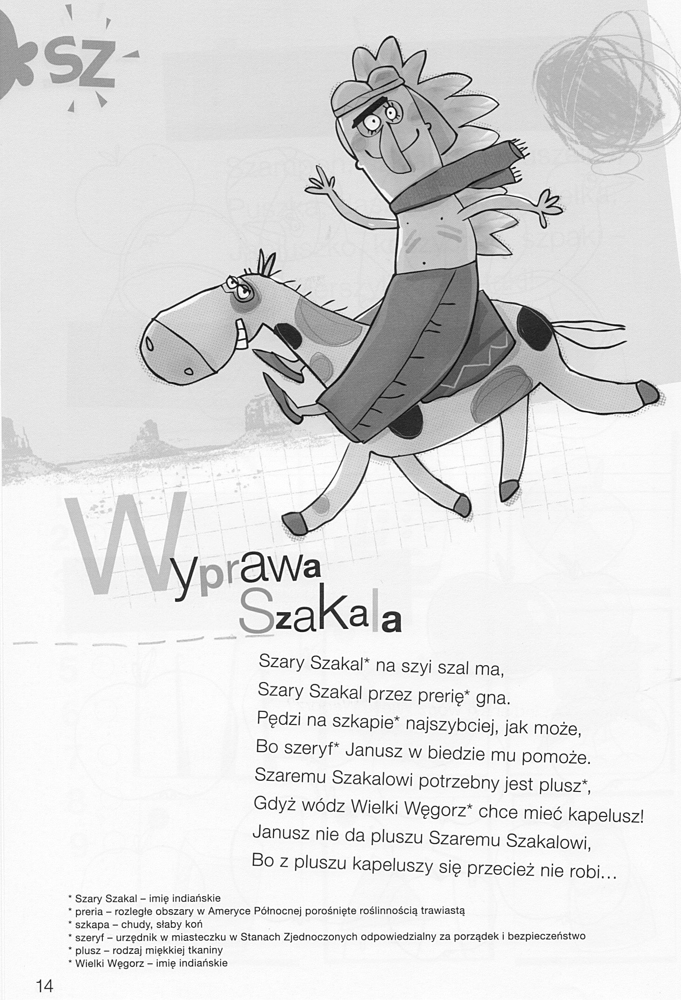 sz
Wyprawa
Szakala
Szary Szakal* na szyi szal ma,
Szary Szakal przez prerię* gna.
Pędzi na szkapie* najszybciej, jak może,
Bo szeryf* Janusz w biedzie mu pomoże.
Szaremu Szakalowi potrzebny jest plusz*,
Gdyż wódz Wielki Węgorz* chce mieć kapelusz!
Janusz nie da pluszu Szaremu Szakalowi,
Bo z pluszu kapeluszy się przecież nie robi...
* Szary Szakal – imię indiańskie
* preria – rozległe obszary w Ameryce Północnej porośnięte roślinnością trawiastą
* szkapa – chudy, słaby koń
* szeryf – urzędnik w miasteczku w Stanach Zjednoczonych odpowiedzialny za porządek i bezpieczeństwo
* plusz – rodzaj miękkiej tkaniny
* Wielki Węgorz – imię indiańskie
14